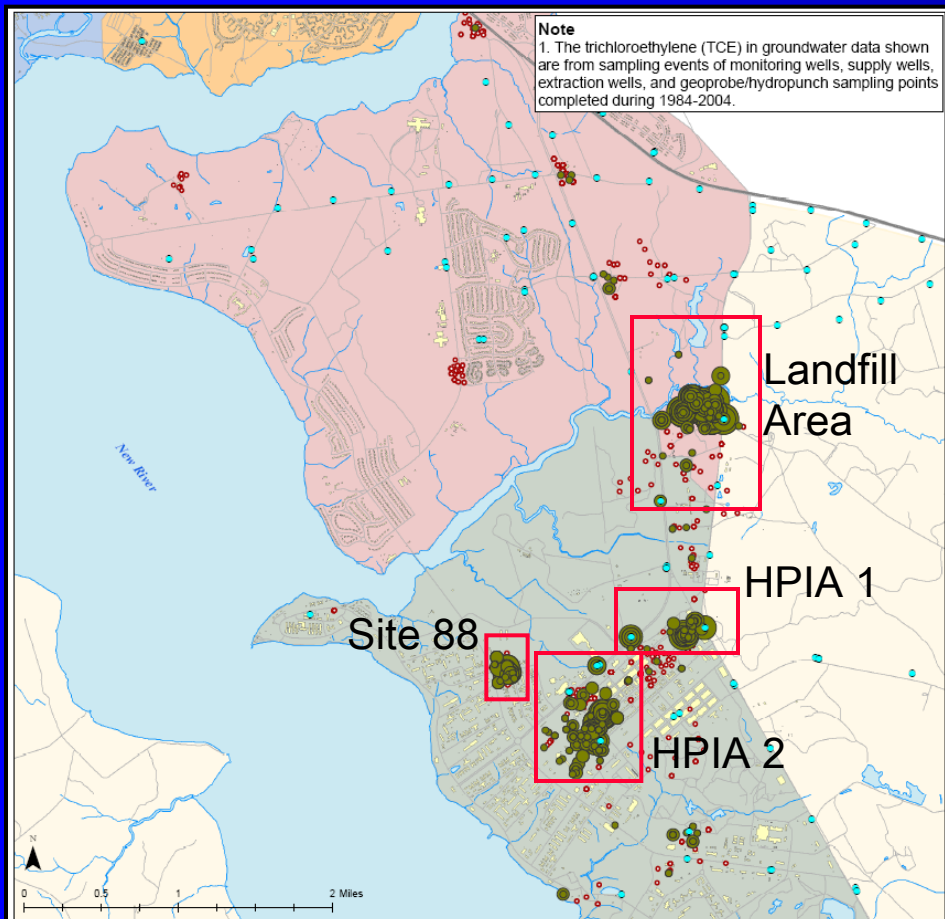 Note
1. The trichloroethylene (TCE) in groundwater data shown
are from sampling events of monitoring wells, supply wells,
extraction wells, and geoprobe/hydropunch sampling points
completed during 1984-2004.
Landfill
Area
New River
HPIA 1
Site 88
HPIA 2
N
0 0.5 1 2 Miles